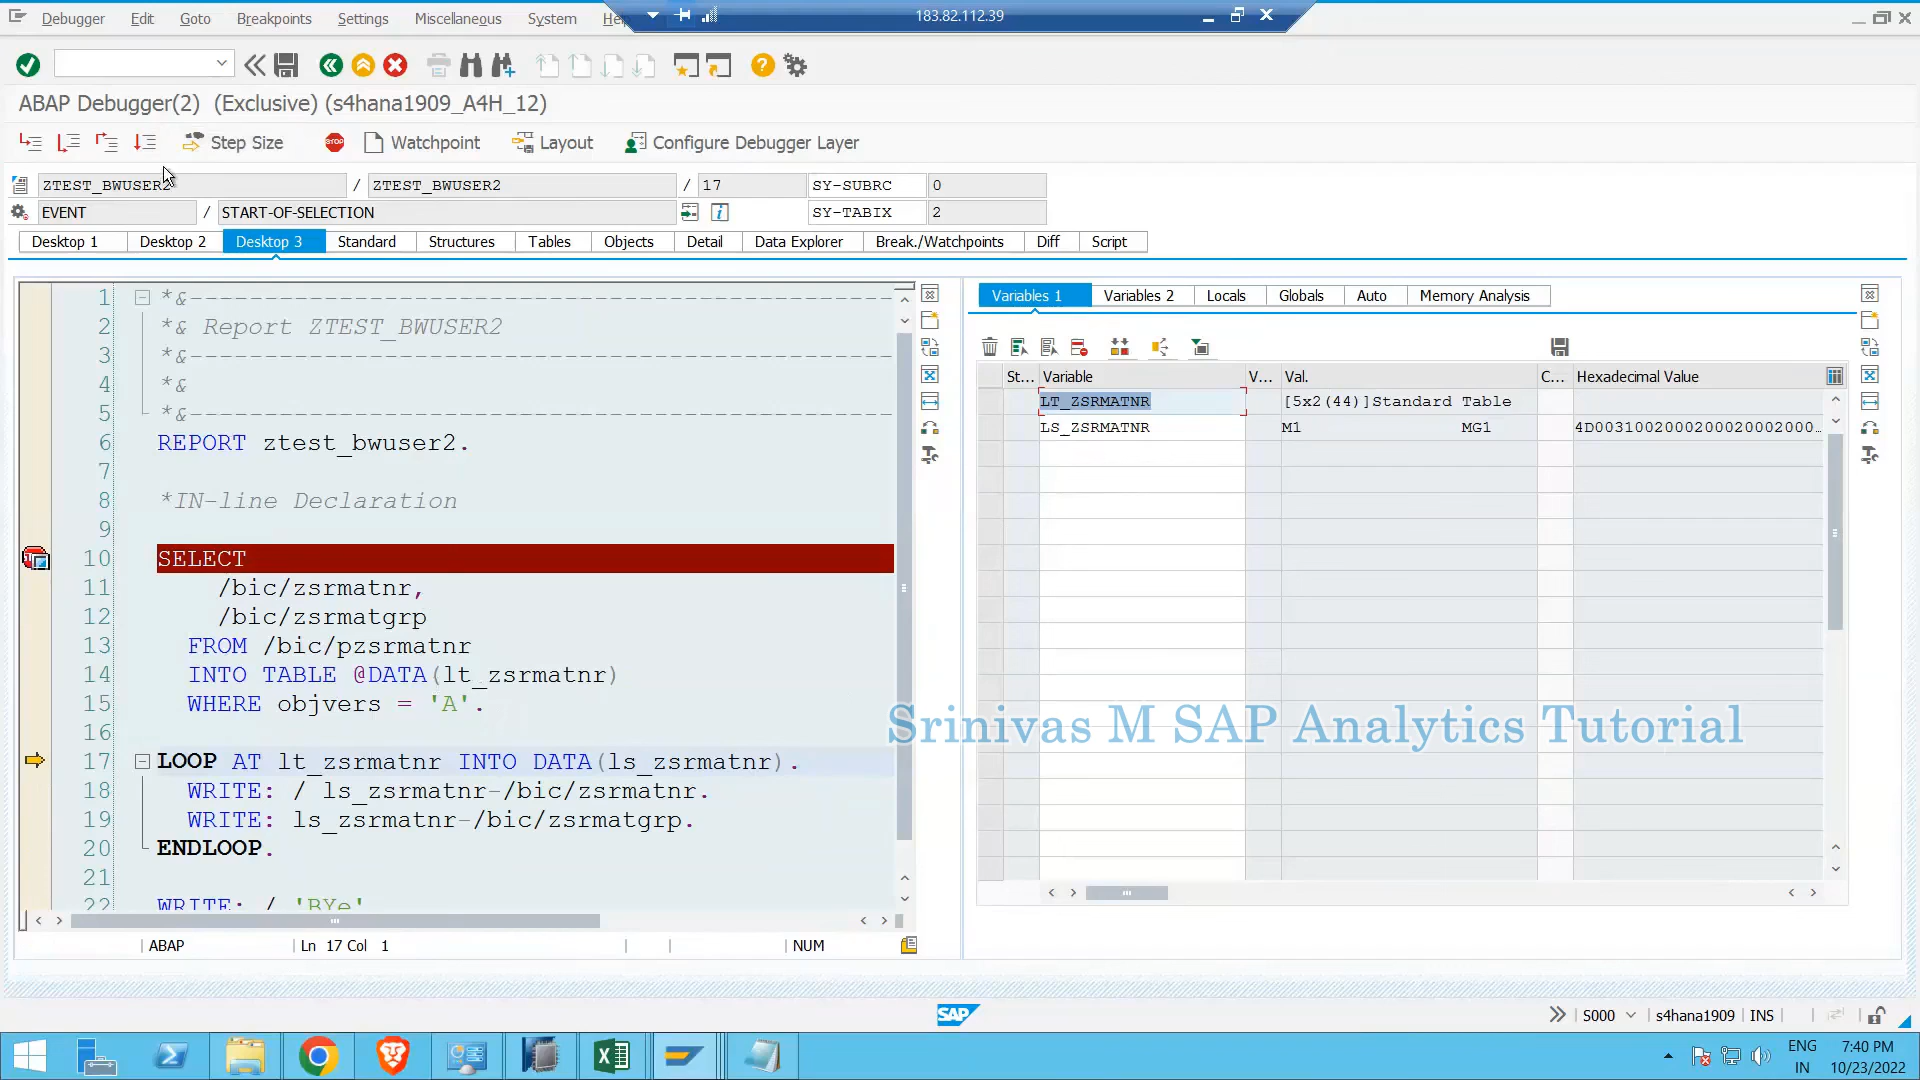 Debugger Edit Goto Breakpoints Settings Miscellaneous System He 183.82.112.39
ABAP Debugger(2) (Exclusive) (s4hana1909_A4H_12)
Step Size STOP Watchpoint Layout Configure Debugger Layer
ZTEST_BWUSER2 / ZTEST_BWUSER2 / 17 SY-SUBRC 0
EVENT / START-OF-SELECTION SY-TABIX 2
Desktop 1 Desktop 2 Desktop 3 Standard Structures Tables Objects Detail Data Explorer Break./Watchpoints Diff Script
1 *&---------------------------------------------------------------------
2 *& Report ZTEST_BWUSER2
3 *&---------------------------------------------------------------------
4 *&
5 *&---------------------------------------------------------------------
6 REPORT ztest_bwuser2.
7
8 *IN-line Declaration
9
10 SELECT
11 /bic/zsrmatnr,
12 /bic/zsrmatgrp
13 FROM /bic/pzsrmatnr
14 INTO TABLE @DATA(lt_zsrmatnr)
15 WHERE objvers = 'A'.
16
17 LOOP AT lt_zsrmatnr INTO DATA(ls_zsrmatnr).
18 WRITE: / ls_zsrmatnr-/bic/zsrmatnr.
19 WRITE: ls_zsrmatnr-/bic/zsrmatgrp.
20 ENDLOOP.
21
22 WRITE: / 'BYe'
ABAP Ln 17 Col 1 NUM
Variables 1 Variables 2 Locals Globals Auto Memory Analysis
St... Variable V... Val. C... Hexadecimal Value
LT_ZSRMATNR [5x2(44)]Standard Table
LS_ZSRMATNR M1 MG1 4D003100200020002000200...
Srinivas M SAP Analytics Tutorial
SAP S000 s4hana1909 INS
ENG 7:40 PM
IN 10/23/2022